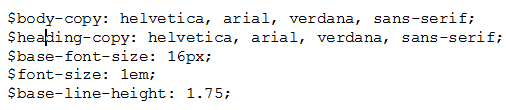 $body-copy: helvetica, arial, verdana, sans-serif;
$heading-copy: helvetica, arial, verdana, sans-serif;
$base-font-size: 16px;
$font-size: 1em;
$base-line-height: 1.75;